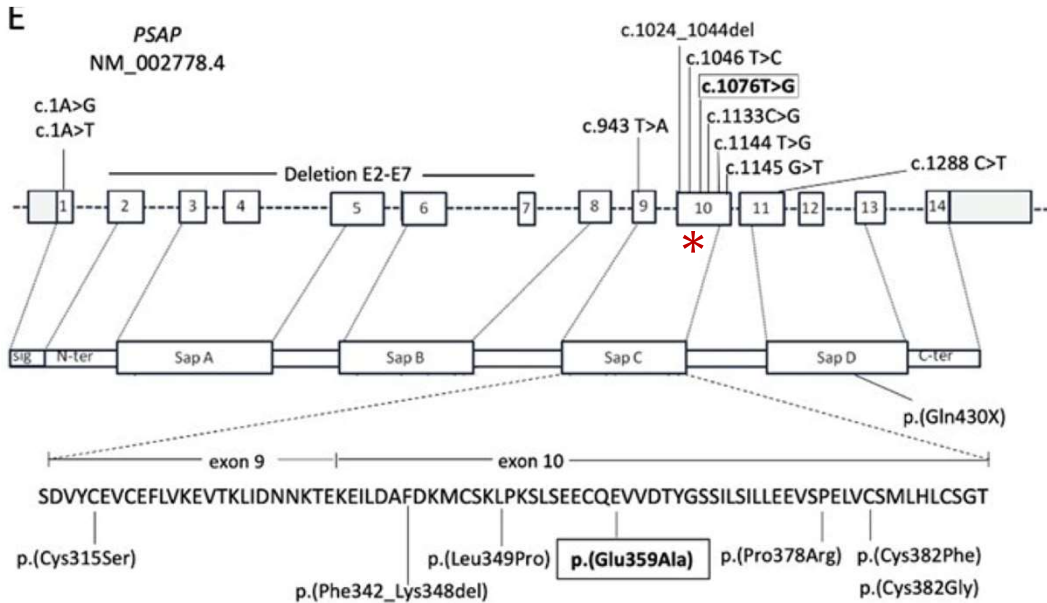 E
PSAP
NM_002778.4
c.1A>G
c.1A>T
Deletion E2-E7
c.943 T>A
c.1024_1044del
c.1046 T>C
c.1076T>G
c.1133C>G
c.1144 T>G
c.1145 G>T
c.1288 C>T
1 2 3 4 5 6 7 8 9 10 11 12 13 14
*
sig N-ter Sap A Sap B Sap C Sap D C-ter
p.(Gln430X)
exon 9 exon 10
SDVYCEVCEFLVKEVTKLIDNNKTEKEILDAFDKMCSKLPKSLSEECQEVVDTYGSSILSILLEEVSPELVCSMLHLCSGT
p.(Cys315Ser)
p.(Phe342_Lys348del)
p.(Leu349Pro)
p.(Glu359Ala)
p.(Pro378Arg)
p.(Cys382Phe)
p.(Cys382Gly)